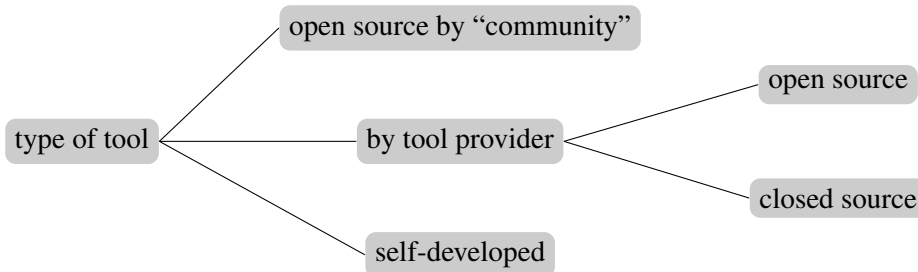 open source by “community”
open source
type of tool
by tool provider
closed source
self-developed